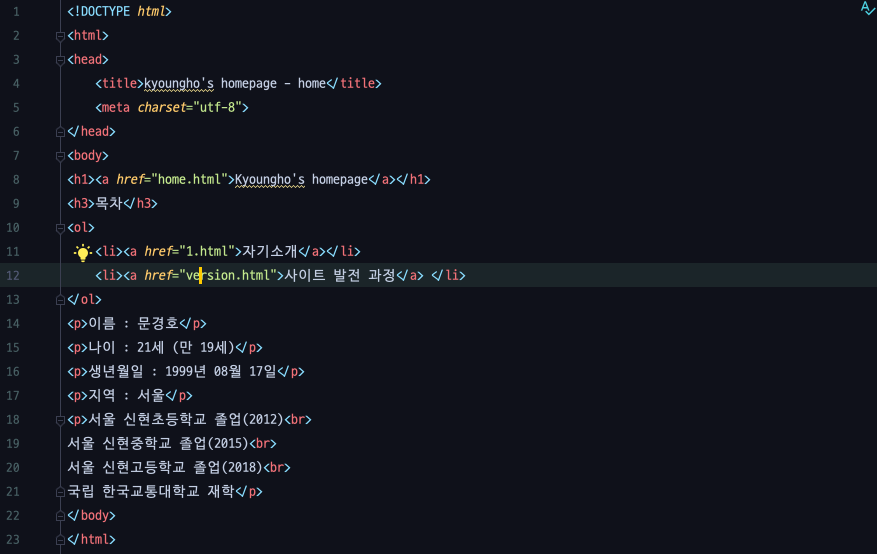 1 <!DOCTYPE html>
2 <html>
3 <head>
4     <title>kyoungho's homepage - home</title>
5     <meta charset="utf-8">
6 </head>
7 <body>
8 <h1><a href="home.html">Kyoungho's homepage</a></h1>
9 <h3>목차</h3>
10 <ol>
11     <li><a href="1.html">자기소개</a></li>
12     <li><a href="version.html">사이트 발전 과정</a> </li>
13 </ol>
14 <p>이름 : 문경호</p>
15 <p>나이 : 21세 (만 19세)</p>
16 <p>생년월일 : 1999년 08월 17일</p>
17 <p>지역 : 서울</p>
18 <p>서울 신현초등학교 졸업(2012)<br>
19 서울 신현중학교 졸업(2015)<br>
20 서울 신현고등학교 졸업(2018)<br>
21 국립 한국교통대학교 재학</p>
22 </body>
23 </html>